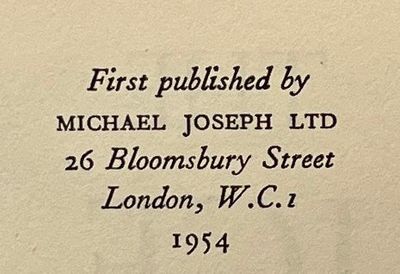 First published by
MICHAEL JOSEPH LTD
26 Bloomsbury Street
London, W.C.1
1954